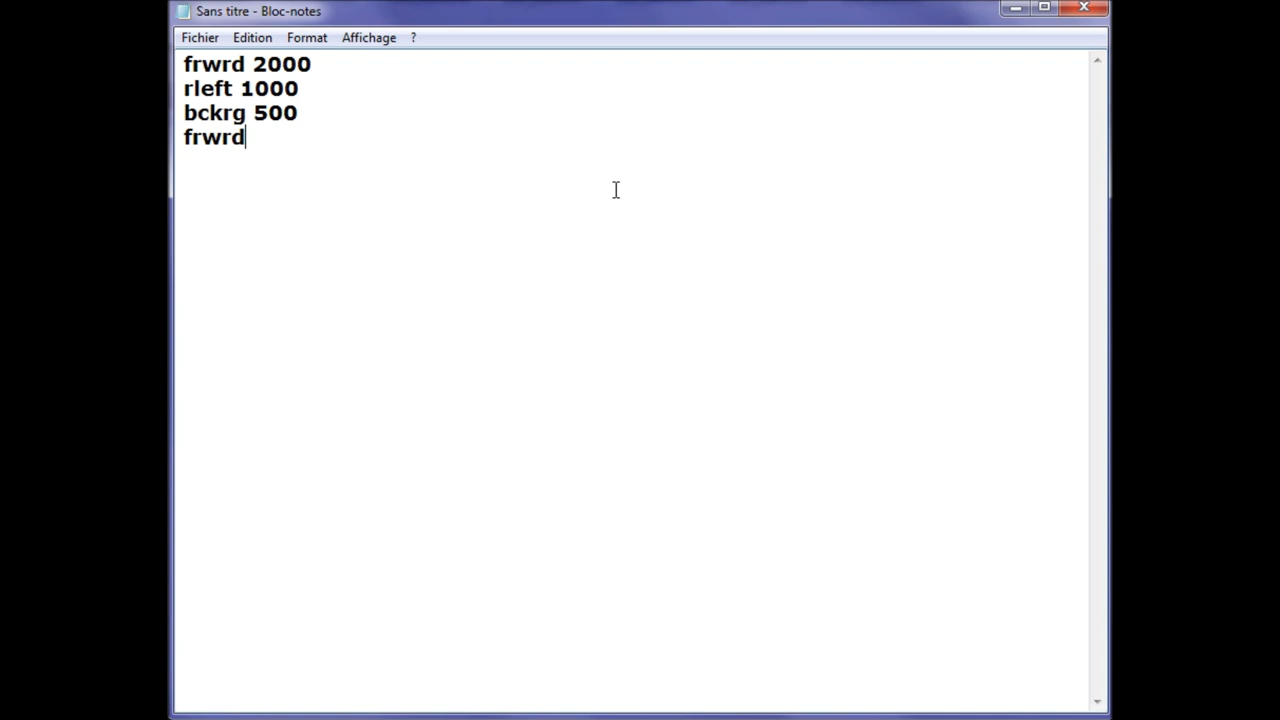 Sans titre - Bloc-notes
Fichier Edition Format Affichage ?
frwrd 2000
rleft 1000
bckrg 500
frwrd